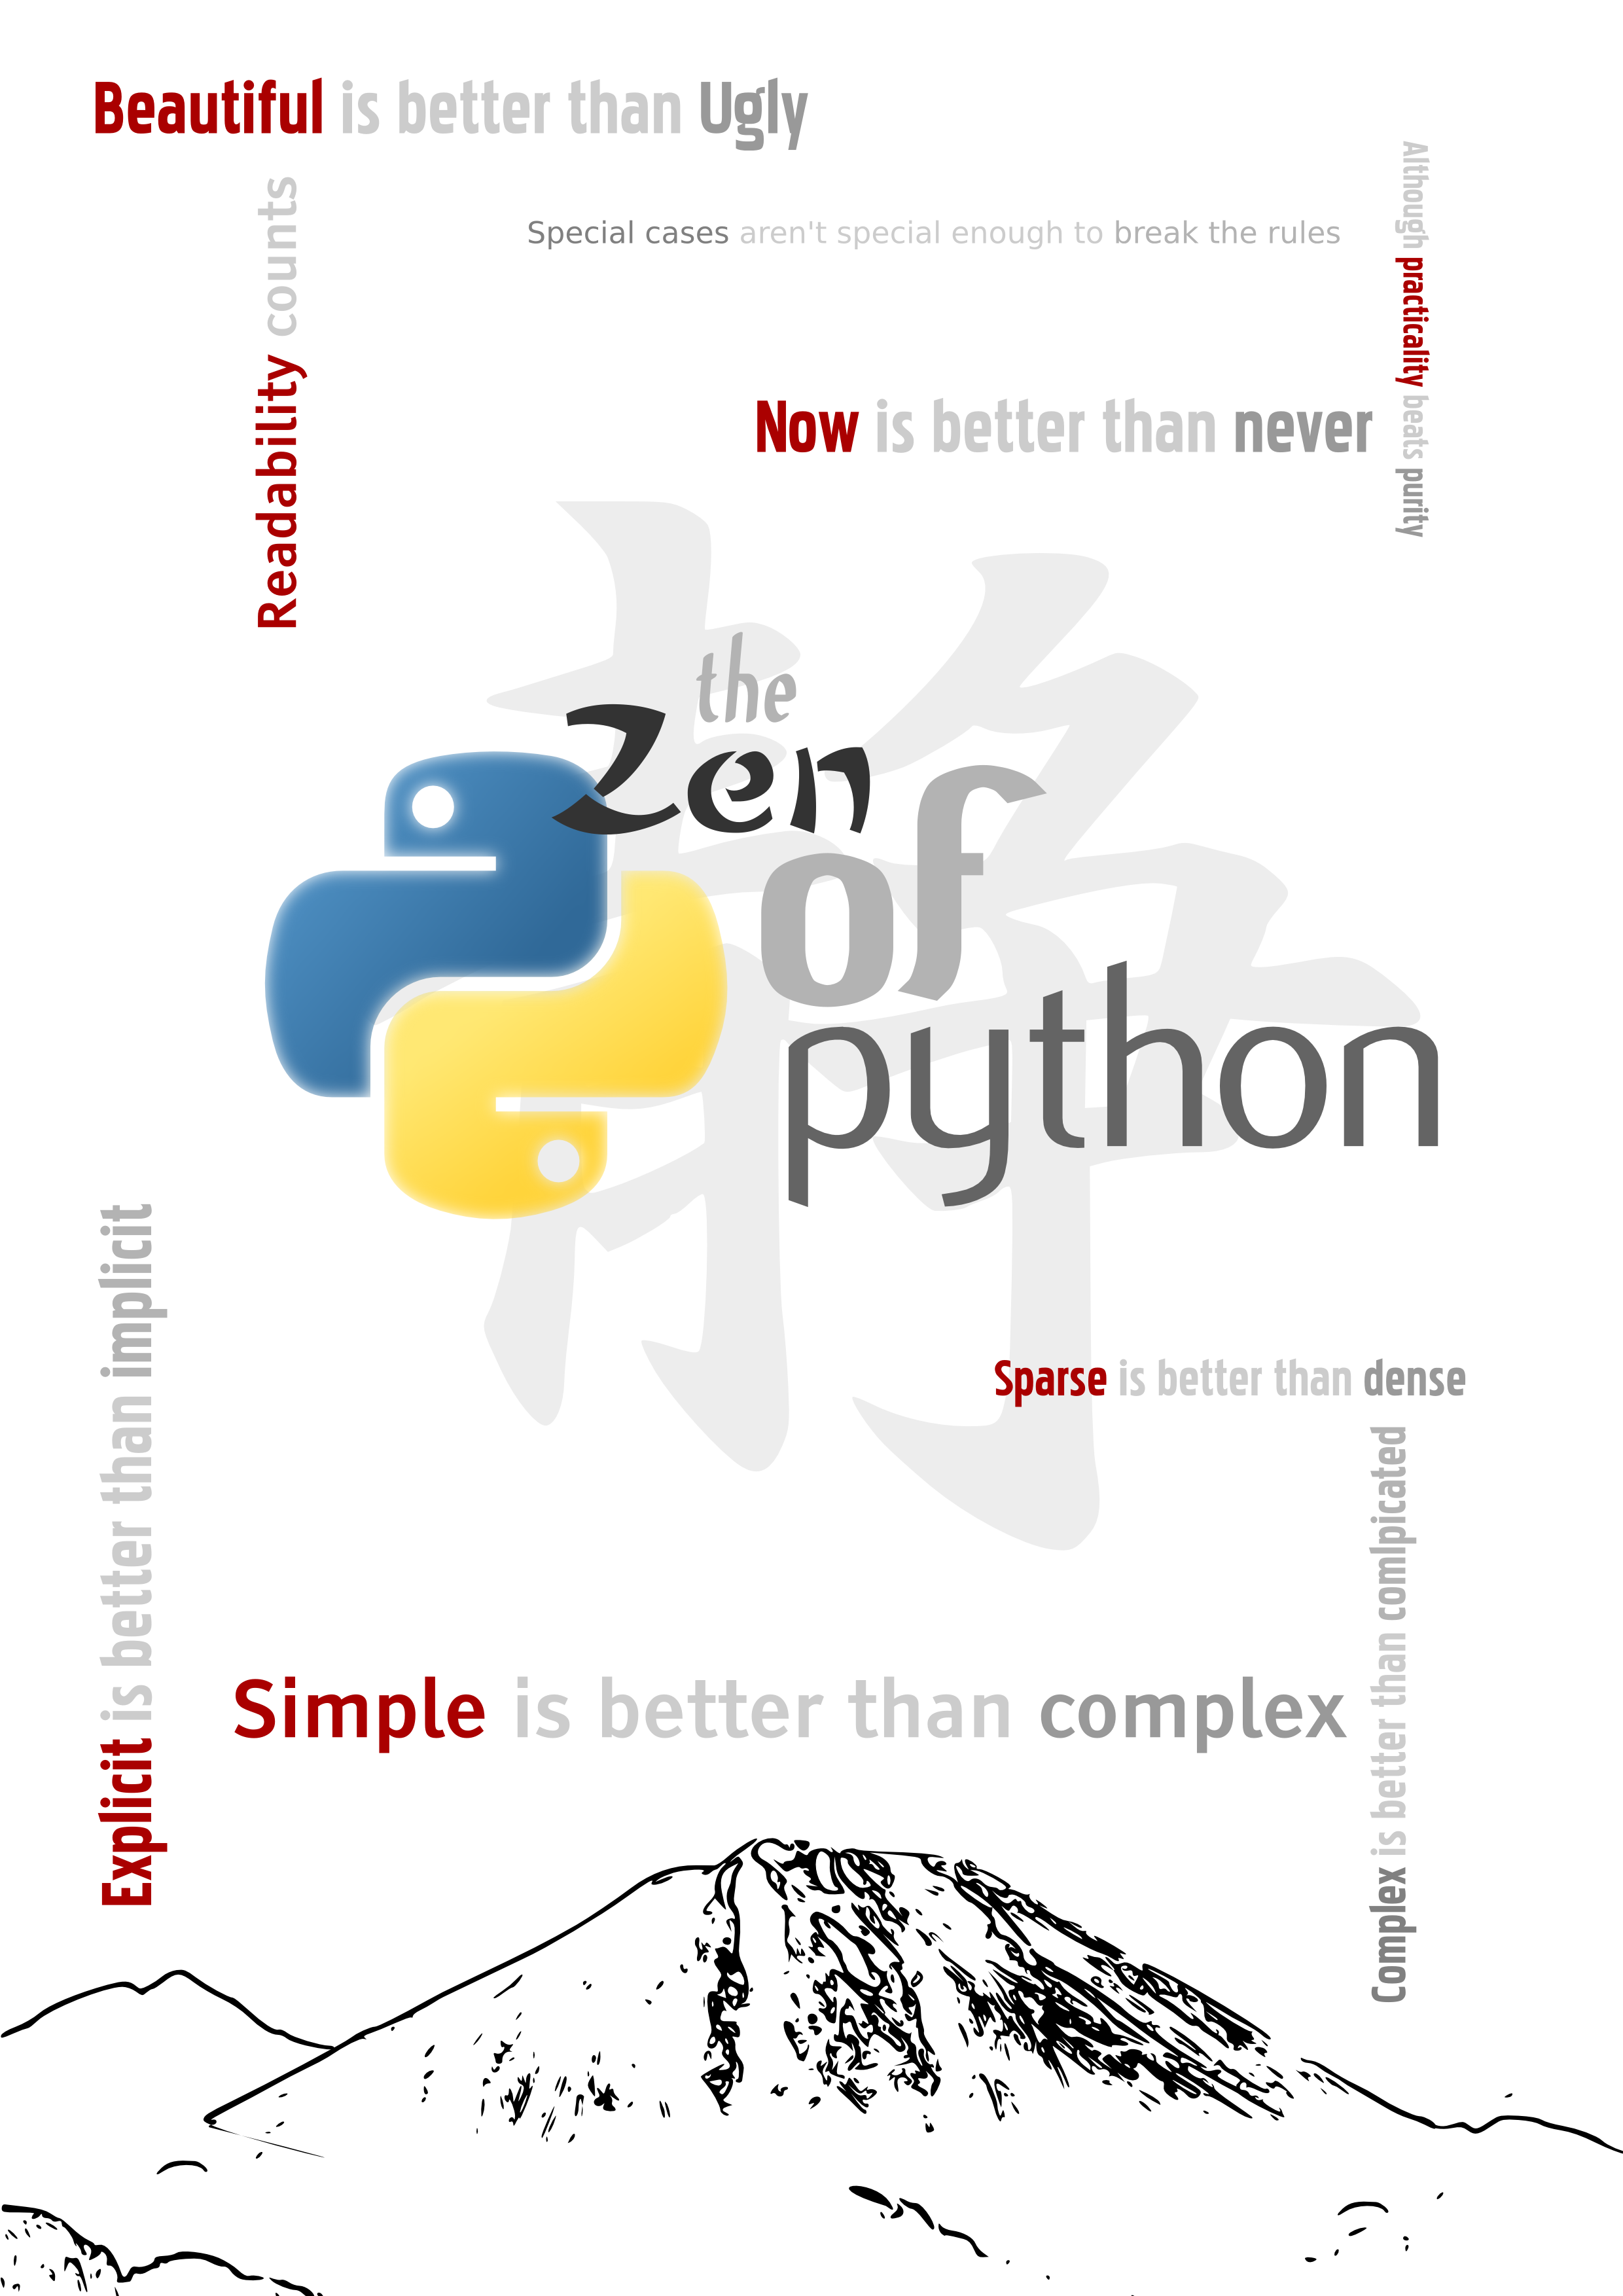 Beautiful is better than Ugly
Readability counts
Special cases aren't special enough to break the rules
Although practicality beats purity
Now is better than never
静
the
Zen
of
python
Explicit is better than implicit
Sparse is better than dense
Complex is better than comlpicated
Simple is better than complex